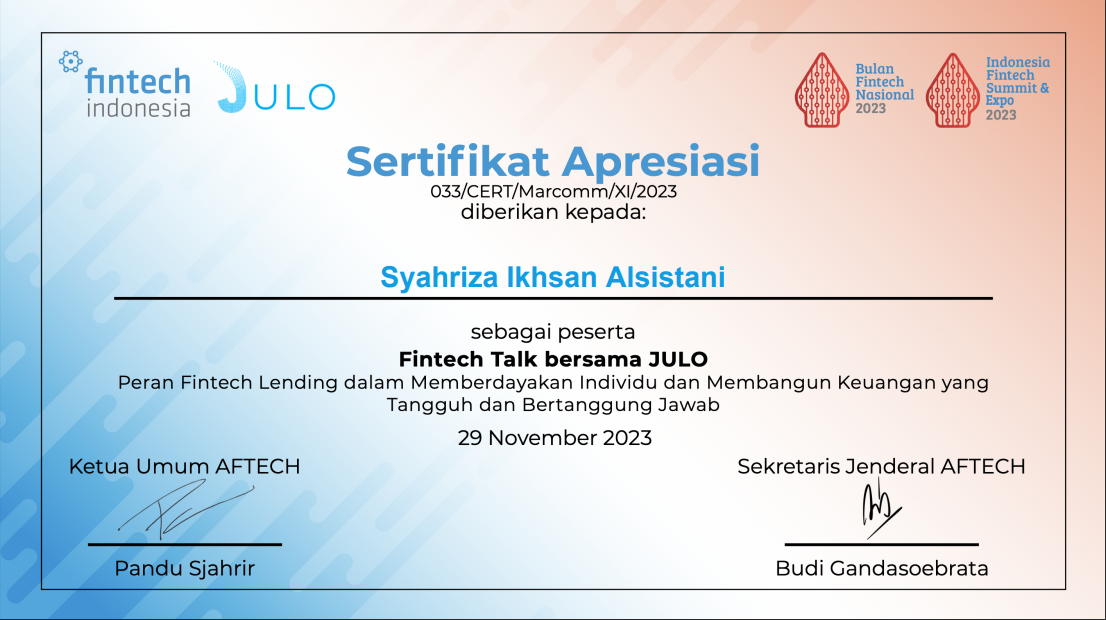 fintech
indonesia
JULO
Bulan
Fintech
Nasional
2023
Indonesia
Fintech
Summit &
Expo
2023
Sertifikat Apresiasi
033/CERT/Marcomm/XI/2023
diberikan kepada:
Syahriza Ikhsan Alsistani
sebagai peserta
Fintech Talk bersama JULO
Peran Fintech Lending dalam Memberdayakan Individu dan Membangun Keuangan yang
Tangguh dan Bertanggung Jawab
29 November 2023
Ketua Umum AFTECH
Sekretaris Jenderal AFTECH
Pandu Sjahrir
Budi Gandasoebrata